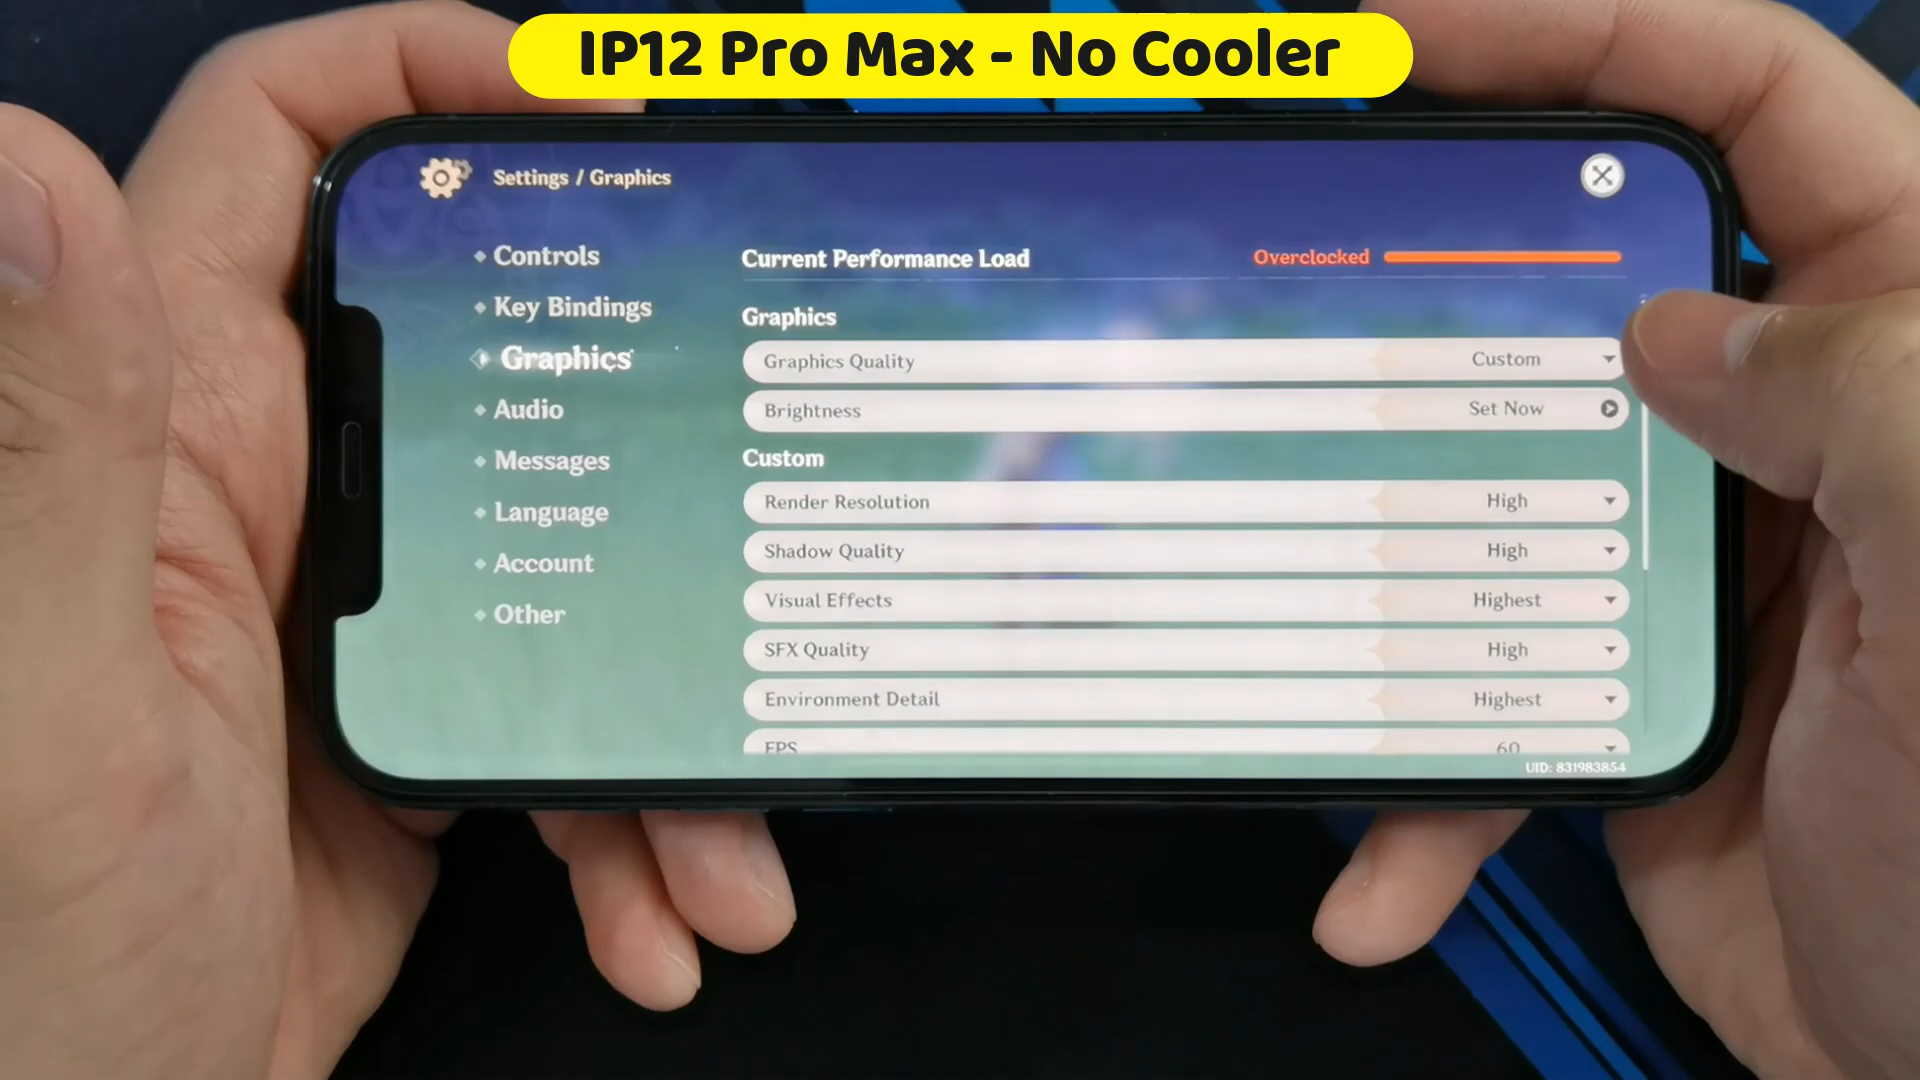 IP12 Pro Max - No Cooler
Settings / Graphics
Controls
Key Bindings
Graphics
Audio
Messages
Language
Account
Other
Current Performance Load
Overclocked
Graphics
Graphics Quality
Custom
Brightness
Set Now
Custom
Render Resolution
High
Shadow Quality
High
Visual Effects
Highest
SFX Quality
High
Environment Detail
Highest
FPS
60
UID: 831983854